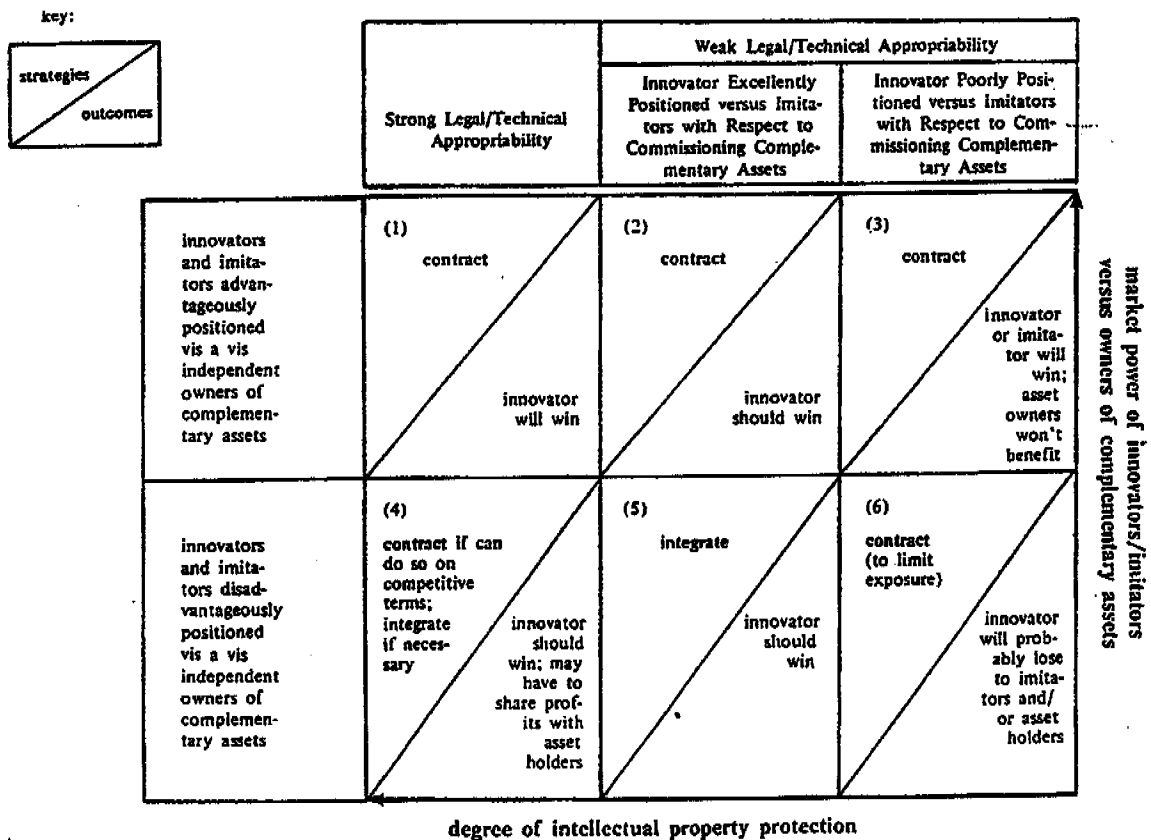 key:
strategies
outcomes
Strong Legal/Technical
Appropriability
Weak Legal/Technical Appropriability
Innovator Excellently
Positioned versus Imita-
tors with Respect to
Commissioning Comple-
mentary Assets
Innovator Poorly Posi-
tioned versus Imitators
with Respect to Com-
missioning Complemen-
tary Assets
innovators
and imita-
tors advan-
tageously
positioned
vis a vis
independent
owners of
complemen-
tary assets
(1)
contract
innovator
will win
(2)
contract
innovator
should win
(3)
contract
innovator
or imita-
tor will
win;
asset
owners
won't
benefit
innovators
and imita-
tors disad-
vantageously
positioned
vis a vis
independent
owners of
complemen-
tary assets
(4)
contract if can
do so on
competitive
terms;
integrate
if neces-
sary
innovator
should
win; may
have to
share prof-
its with
asset
holders
(5)
integrate
innovator
should
win
(6)
contract
(to limit
exposure)
innovator
will prob-
ably lose
to imita-
tors and/
or asset
holders
market power of innovators/imitators
versus owners of complementary assets
degree of intellectual property protection